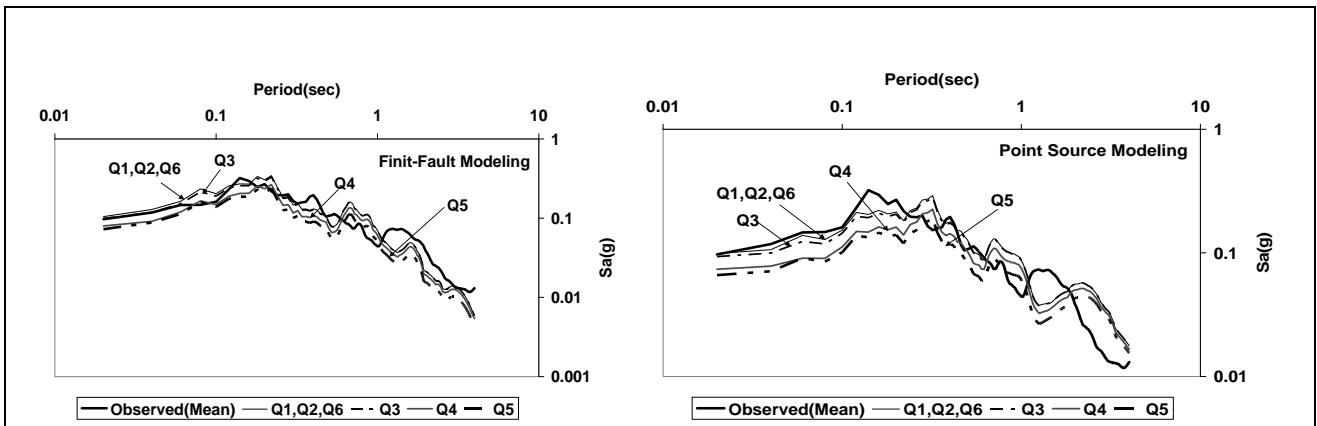 Period(sec)
0.01 0.1 1 10
Finit-Fault Modeling
Q1,Q2,Q6
Q3
Q4
Q5
1
0.1
0.01
0.001
Sa(g)
Observed(Mean) Q1,Q2,Q6 Q3 Q4 Q5
Period(sec)
0.01 0.1 1 10
Point Source Modeling
Q4
Q1,Q2,Q6
Q3
Q5
1
0.1
0.01
Sa(g)
Observed(Mean) Q1,Q2,Q6 Q3 Q4 Q5